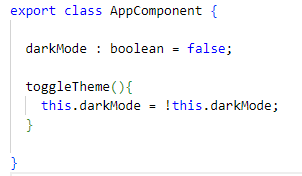 export class AppComponent {
darkMode : boolean = false;
toggleTheme(){
this.darkMode = !this.darkMode;
}
}